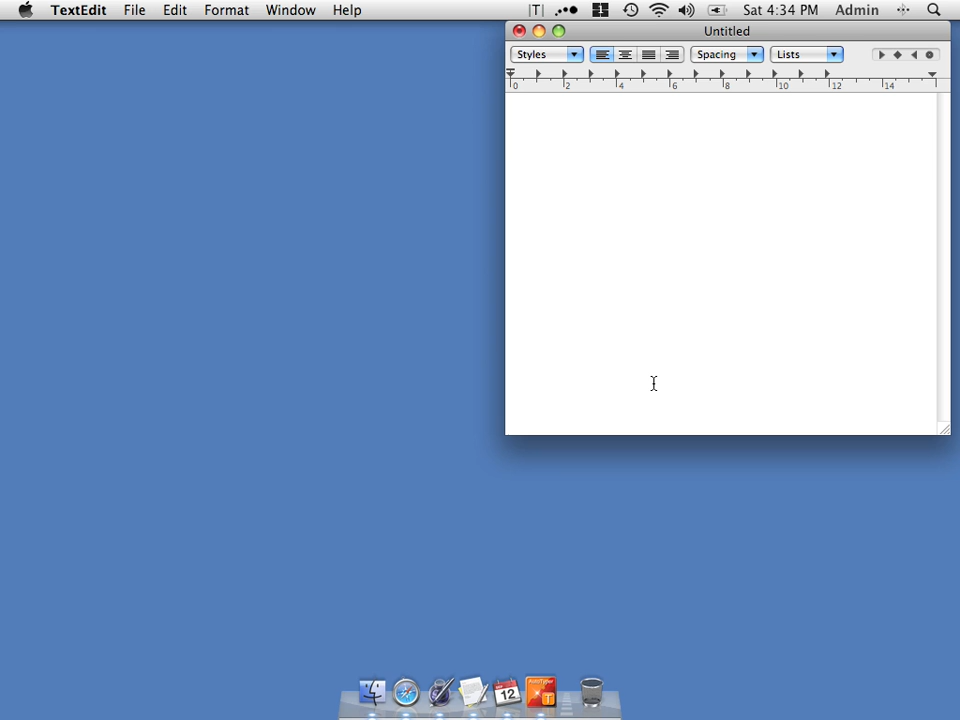 TextEdit File Edit Format Window Help Sat 4:34 PM Admin
Untitled
Styles Spacing Lists
0 2 4 6 8 10 12 14
12